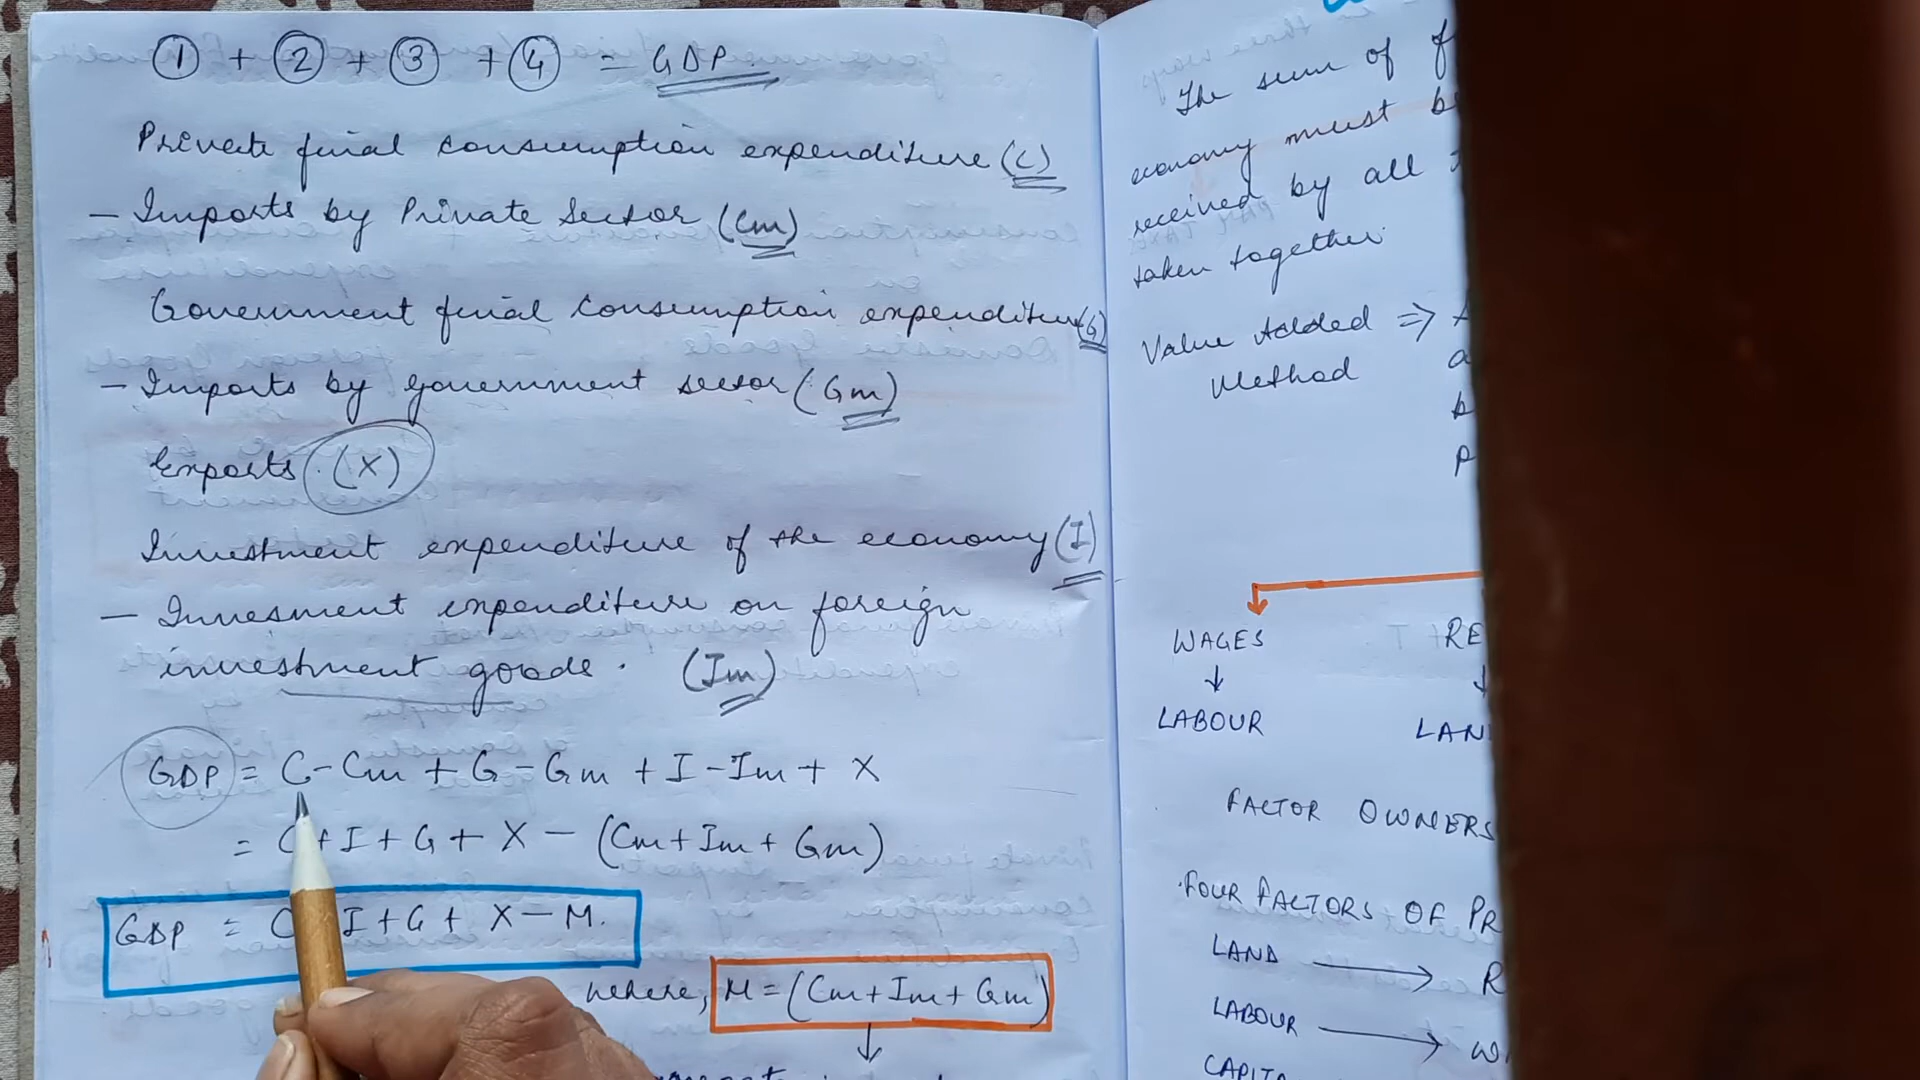 ① + ② + ③ + ④ = GDP.
Private final consumption expenditure (C)
- Imports by Private Sector (Cm)
Government final consumption expenditure (G)
- Imports by government sector (Gm)
Exports (X)
Investment expenditure of the economy (I)
- Invesment expenditure on foreign
investment goods. (Im)
GDP = C - Cm + G - Gm + I - Im + X
= C + I + G + X - (Cm + Im + Gm)
GDP = C I + G + X - M.
where, M = (Cm + Im + Gm)
The sum of f
economy must be
received by all
taken together
Value Added ⇒
Method
WAGES
↓
LABOUR
RE
↓
LAN
FACTOR OWNERS
FOUR FACTORS OF PR
LAND → R
LABOUR → W
CAPITA